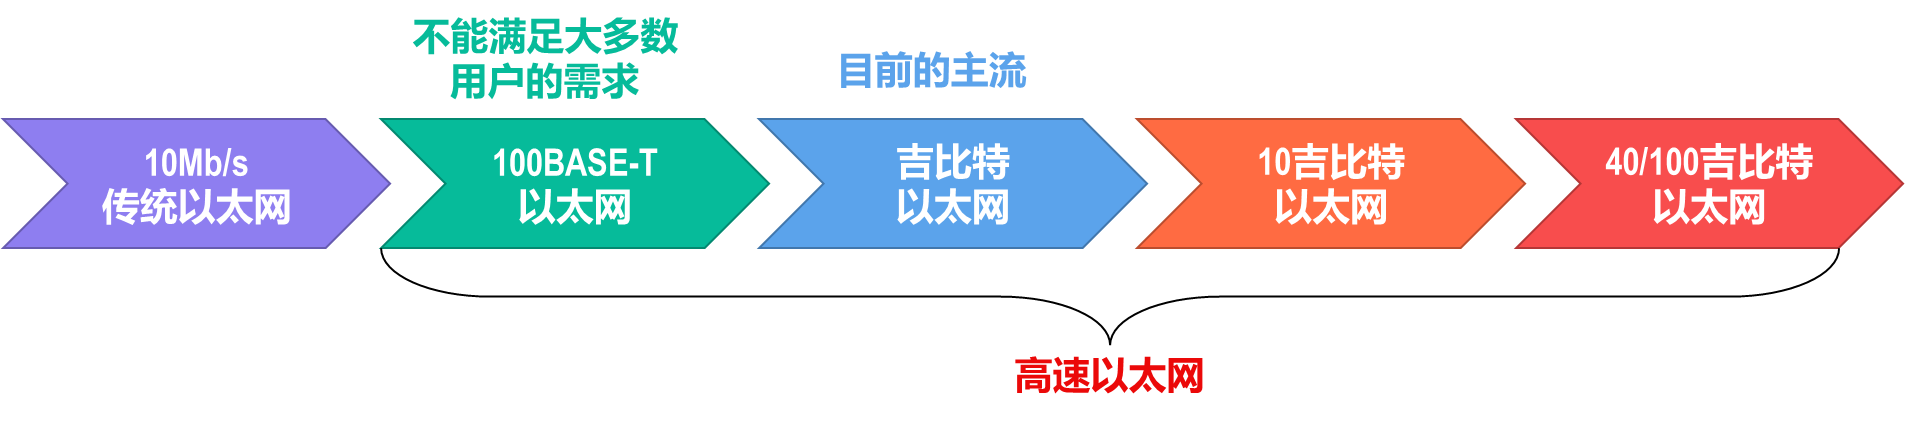 不能满足大多数
用户的需求
目前的主流
10Mb/s
传统以太网
100BASE-T
以太网
吉比特
以太网
10吉比特
以太网
40/100吉比特
以太网
高速以太网